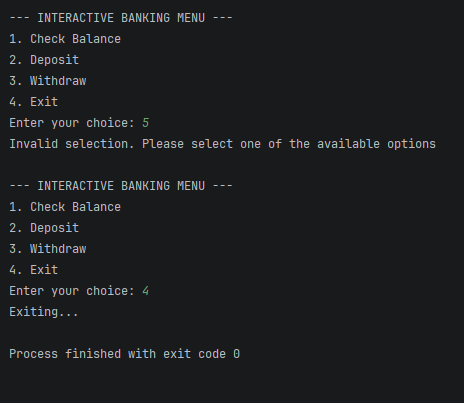 --- INTERACTIVE BANKING MENU ---
1. Check Balance
2. Deposit
3. Withdraw
4. Exit
Enter your choice: 5
Invalid selection. Please select one of the available options
--- INTERACTIVE BANKING MENU ---
1. Check Balance
2. Deposit
3. Withdraw
4. Exit
Enter your choice: 4
Exiting...
Process finished with exit code 0